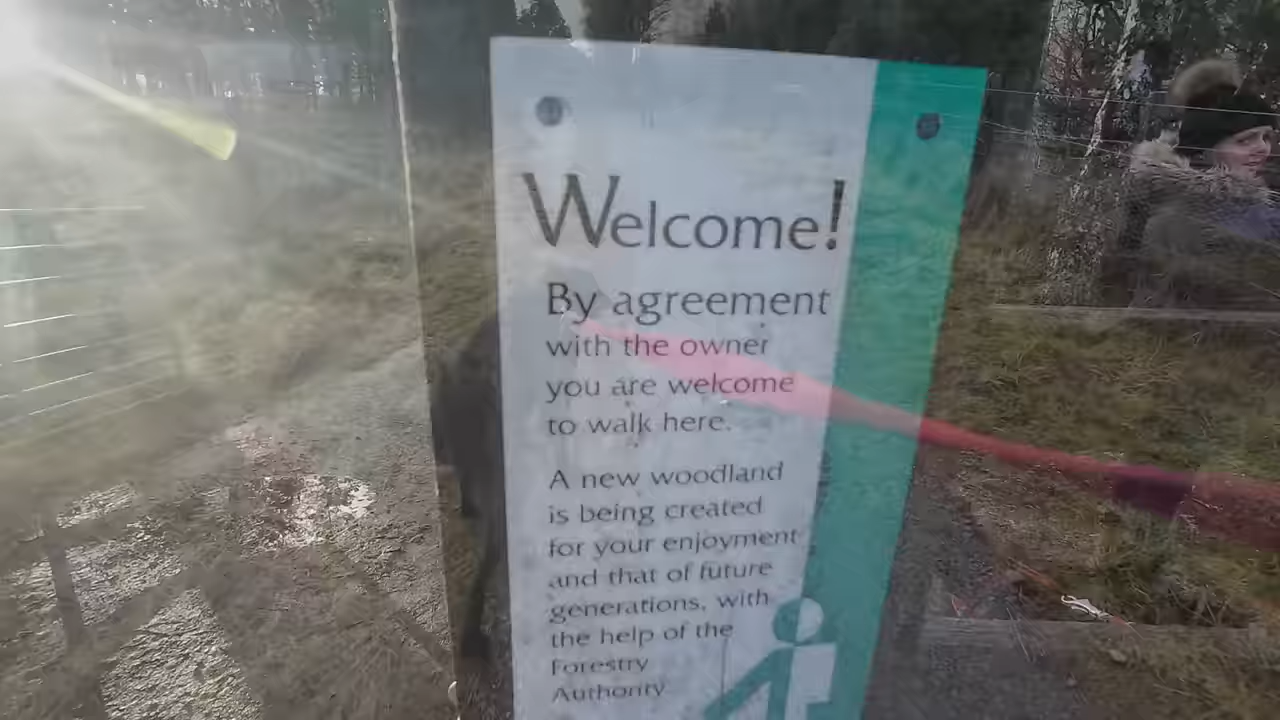 Welcome!
By agreement
with the owner
you are welcome
to walk here.
A new woodland
is being created
for your enjoyment
and that of future
generations, with
the help of the
Forestry
Authority